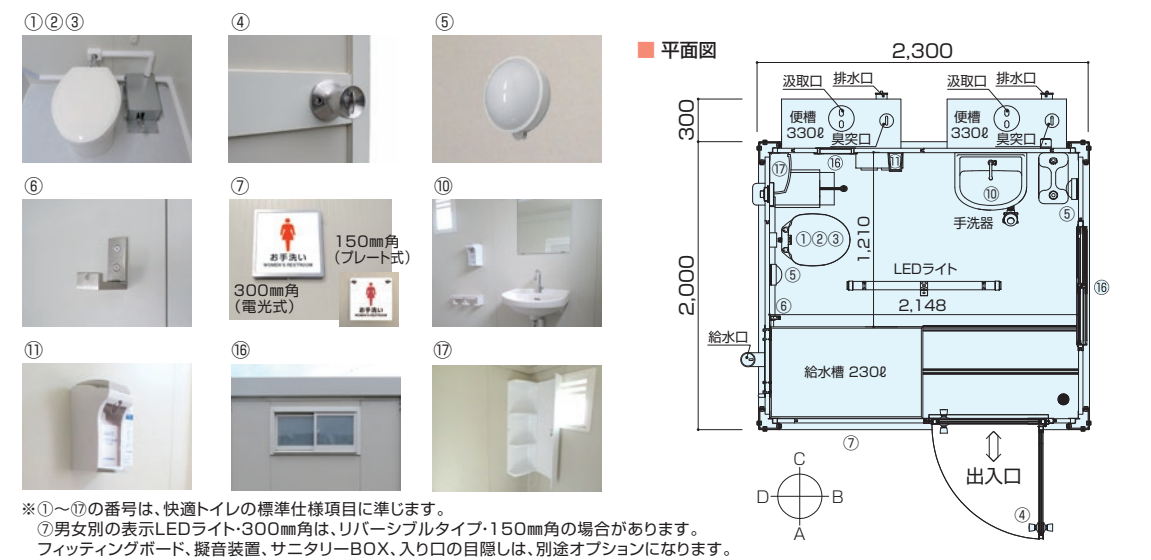 ①②③
④
⑤
⑥
⑦
お手洗い
WOMEN'S RESTROOM
150㎜角
(プレート式)
300㎜角
(電光式)
お手洗い
WOMEN'S RESTROOM
⑩
⑪
⑯
⑰
■ 平面図
2,300
汲取口 排水口 汲取口 排水口
300
便槽
330ℓ
臭突口
便槽
330ℓ
臭突口
⑰
⑯
11
⑩
⑤
手洗器
①②③
1,210
2,000
⑤
LEDライト
⑯
⑥
2,148
給水口
給水槽 230ℓ
⑦
出入口
④
C
D B
A
※①~⑰の番号は、快適トイレの標準仕様項目に準じます。
⑦男女別の表示LEDライト・300㎜角は、リバーシブルタイプ・150㎜角の場合があります。
フィッティングボード、擬音装置、サニタリーBOX、入り口の目隠しは、別途オプションになります。